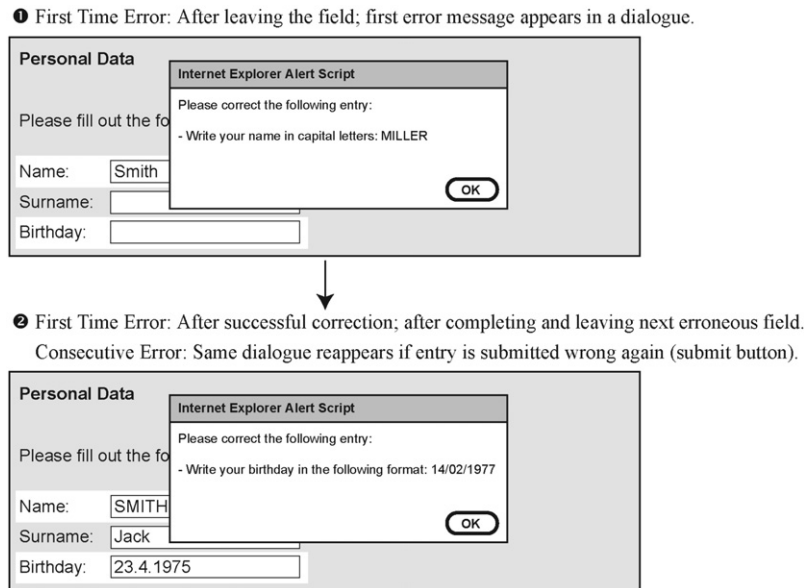 ❶ First Time Error: After leaving the field; first error message appears in a dialogue.
Personal Data
Internet Explorer Alert Script
Please correct the following entry:
Please fill out the fo
- Write your name in capital letters: MILLER
Name: Smith
OK
Surname:
Birthday:
❷ First Time Error: After successful correction; after completing and leaving next erroneous field.
Consecutive Error: Same dialogue reappears if entry is submitted wrong again (submit button).
Personal Data
Internet Explorer Alert Script
Please correct the following entry:
Please fill out the fo
- Write your birthday in the following format: 14/02/1977
Name: SMITH
OK
Surname: Jack
Birthday: 23.4.1975